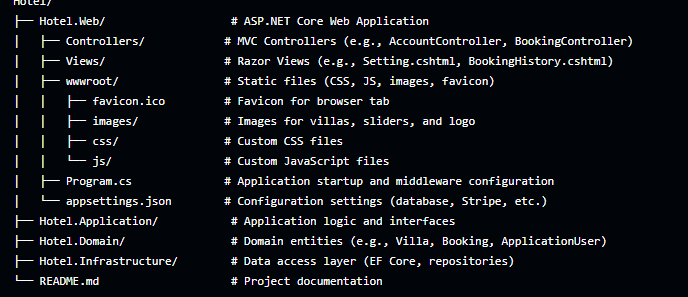 Hotel/
├── Hotel.Web/                   # ASP.NET Core Web Application
│   ├── Controllers/            # MVC Controllers (e.g., AccountController, BookingController)
│   ├── Views/                  # Razor Views (e.g., Setting.cshtml, BookingHistory.cshtml)
│   ├── wwwroot/                # Static files (CSS, JS, images, favicon)
│   │   ├── favicon.ico         # Favicon for browser tab
│   │   ├── images/             # Images for villas, sliders, and logo
│   │   ├── css/                # Custom CSS files
│   │   └── js/                 # Custom JavaScript files
│   ├── Program.cs              # Application startup and middleware configuration
│   └── appsettings.json        # Configuration settings (database, Stripe, etc.)
├── Hotel.Application/           # Application logic and interfaces
├── Hotel.Domain/                # Domain entities (e.g., Villa, Booking, ApplicationUser)
├── Hotel.Infrastructure/        # Data access layer (EF Core, repositories)
└── README.md                    # Project documentation